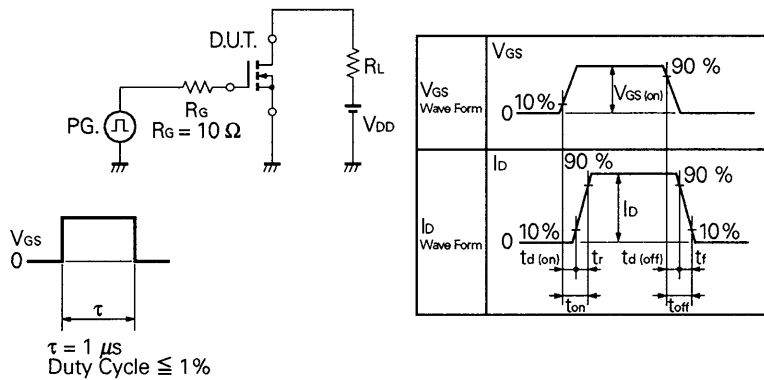 D.U.T.
RL
RG
RG = 10 Ω
PG.
VDD
VGS
0
τ
τ = 1 μs
Duty Cycle ≦ 1%
VGS
Wave Form
VGS
90 %
10%
VGS (on)
0
ID
Wave Form
ID
90 %
90 %
ID
0
10%
10%
td (on)
tr
td (off)
tf
ton
toff